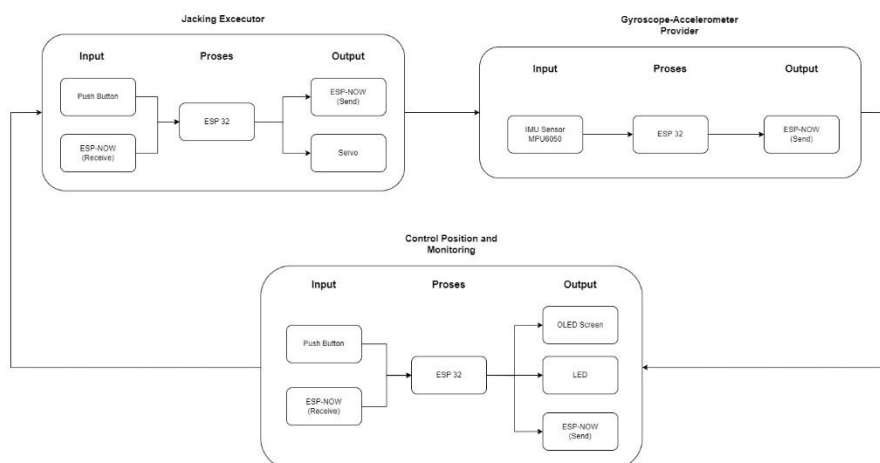 Jacking Excecutor
Input
Proses
Output
Push Button
ESP-NOW
(Receive)
ESP 32
ESP-NOW
(Send)
Servo
Gyroscope-Accelerometer
Provider
Input
Proses
Output
IMU Sensor
MPU6050
ESP 32
ESP-NOW
(Send)
Control Position and
Monitoring
Input
Proses
Output
Push Button
ESP-NOW
(Receive)
ESP 32
OLED Screen
LED
ESP-NOW
(Send)